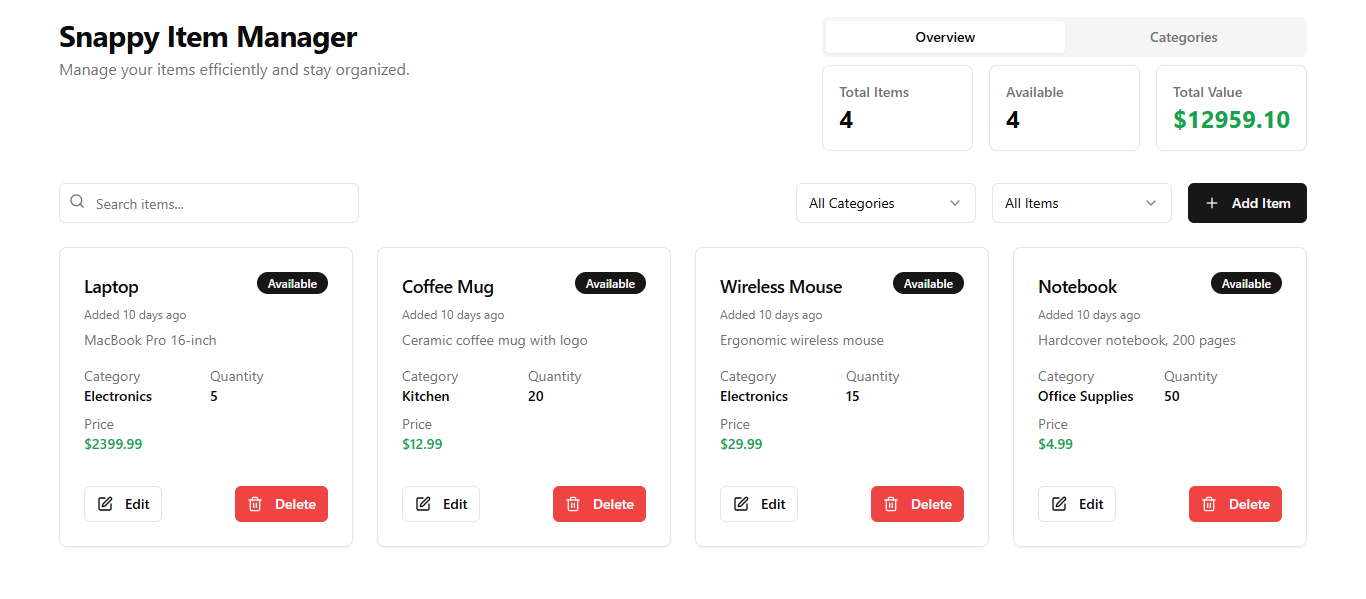 Snappy Item Manager
Manage your items efficiently and stay organized.
Overview
Categories
Total Items
4
Available
4
Total Value
$12959.10
Search items...
All Categories
All Items
Add Item
Laptop
Available
Added 10 days ago
MacBook Pro 16-inch
Category
Quantity
Electronics
5
Price
$2399.99
Edit
Delete
Coffee Mug
Available
Added 10 days ago
Ceramic coffee mug with logo
Category
Quantity
Kitchen
20
Price
$12.99
Edit
Delete
Wireless Mouse
Available
Added 10 days ago
Ergonomic wireless mouse
Category
Quantity
Electronics
15
Price
$29.99
Edit
Delete
Notebook
Available
Added 10 days ago
Hardcover notebook, 200 pages
Category
Quantity
Office Supplies
50
Price
$4.99
Edit
Delete